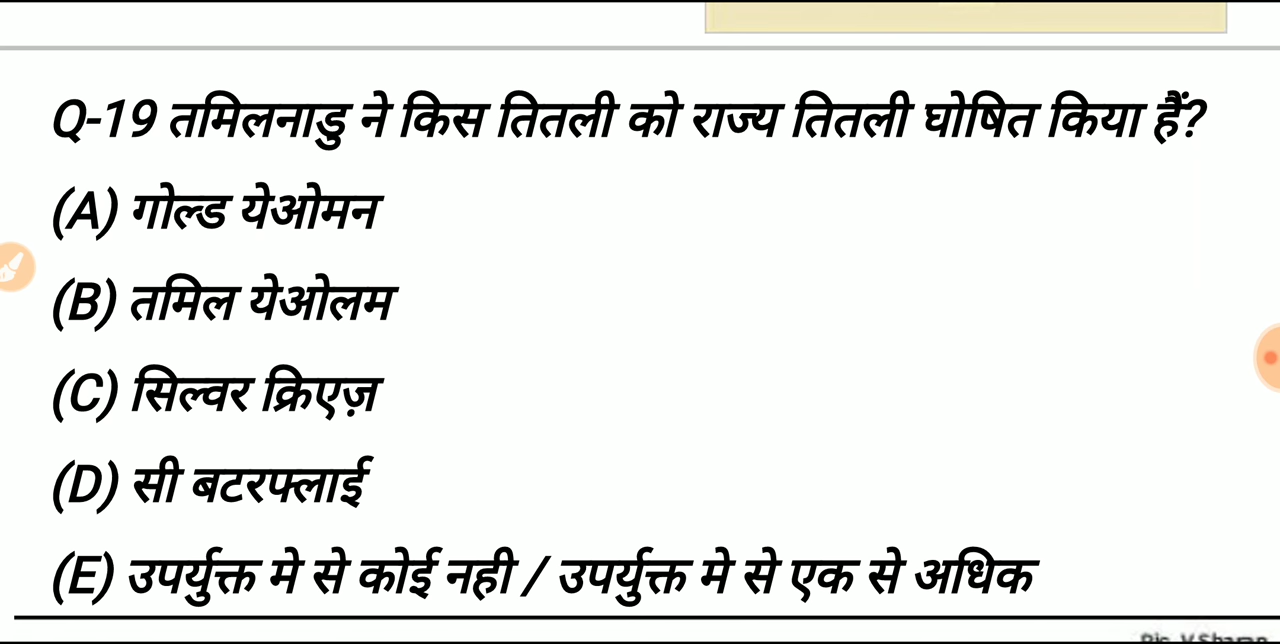 Q-19 तमिलनाडु ने किस तितली को राज्य तितली घोषित किया हैं?
(A) गोल्ड येओमन
(B) तमिल येओलम
(C) सिल्वर क्रिएज़
(D) सी बटरफ्लाई
(E) उपर्युक्त मे से कोई नही / उपर्युक्त मे से एक से अधिक